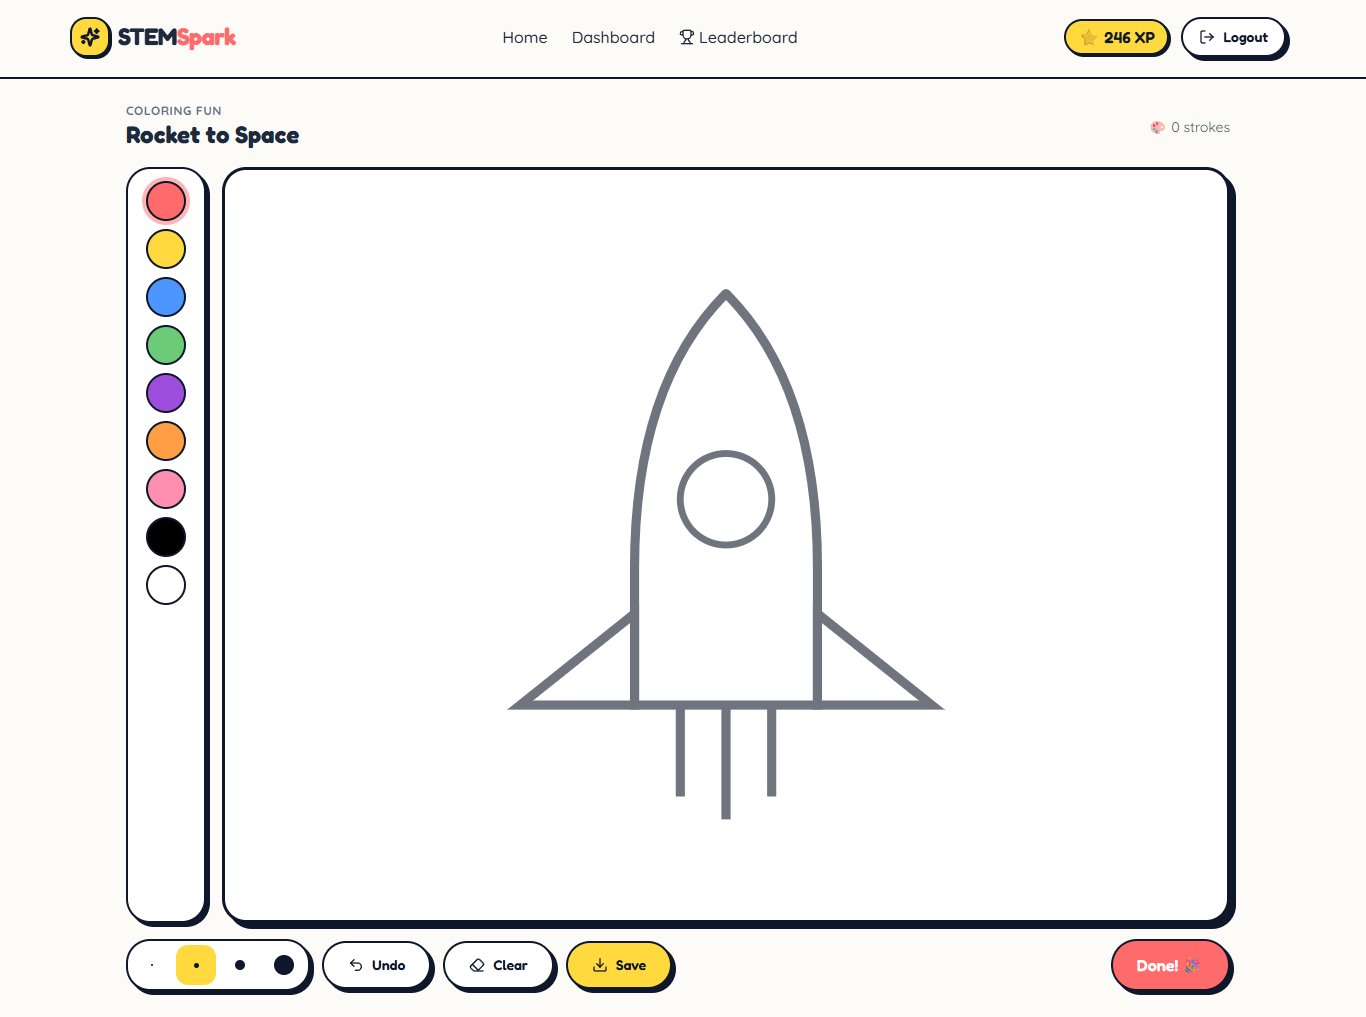 STEMSpark
Home
Dashboard
Leaderboard
246 XP
Logout
COLORING FUN
Rocket to Space
0 strokes
Undo
Clear
Save
Done!